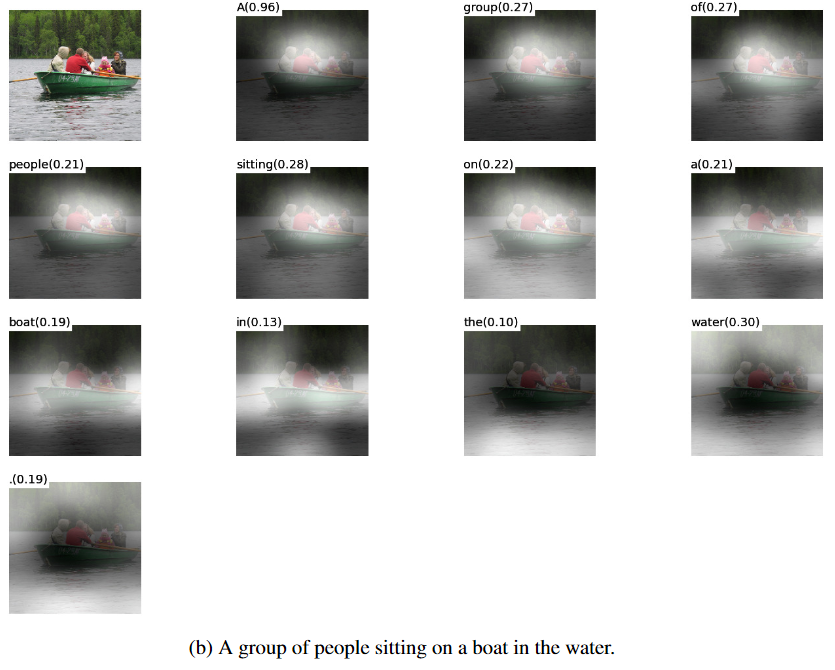 A(0.96)
group(0.27)
of(0.27)
people(0.21)
sitting(0.28)
on(0.22)
a(0.21)
boat(0.19)
in(0.13)
the(0.10)
water(0.30)
.(0.19)
(b) A group of people sitting on a boat in the water.